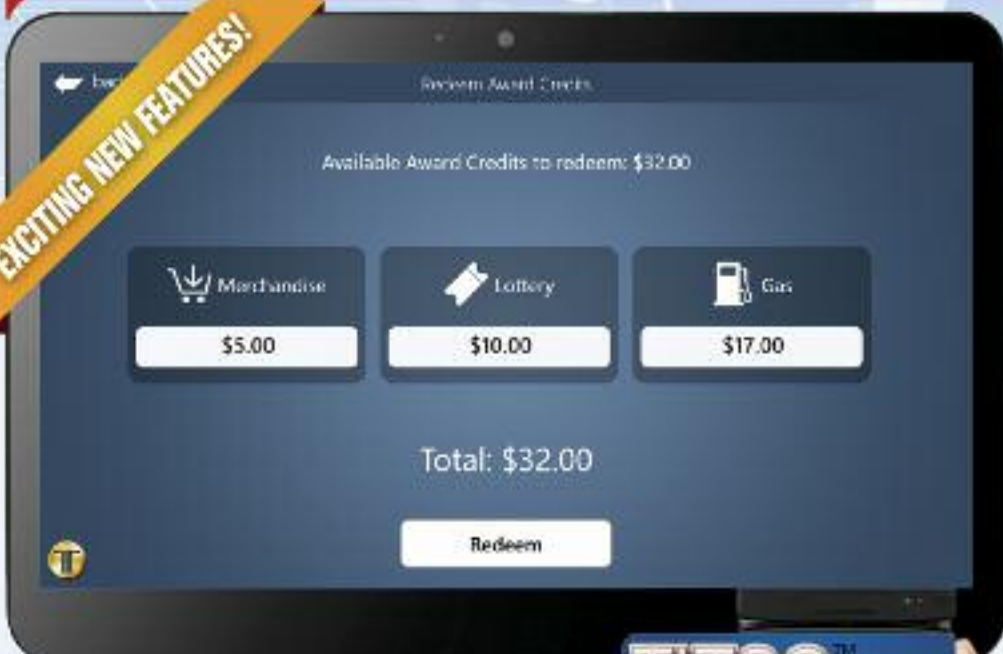 EXCITING NEW FEATURES!
Redeem Award Credits
Available Award Credits to redeem: $32.00
Merchandise
Lottery
Gas
$5.00
$10.00
$17.00
Total: $32.00
Redeem
TM